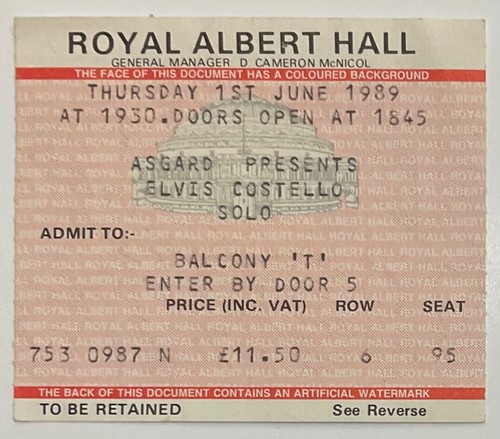 ROYAL ALBERT HALL
GENERAL MANAGER D CAMERON McNICOL
THE FACE OF THIS DOCUMENT HAS A COLOURED BACKGROUND
THURSDAY 1ST JUNE 1989
AT 1930.DOORS OPEN AT 1845
ASGARD PRESENTS
ELVIS COSTELLO
SOLO
ADMIT TO:-
BALCONY 'T'
ENTER BY DOOR 5
PRICE (INC. VAT) ROW SEAT
753 0987 N £11.50 6 95
THE BACK OF THIS DOCUMENT CONTAINS AN ARTIFICIAL WATERMARK
TO BE RETAINED See Reverse